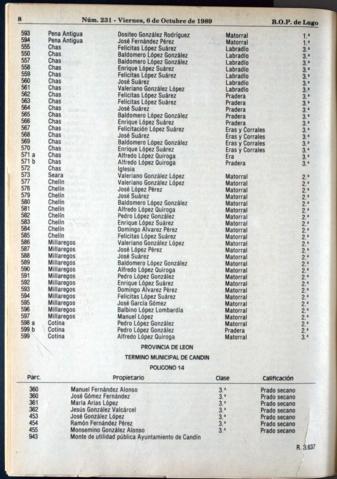 8 Núm. 231 - Viernes, 6 de Octubre de 1989 B.O.P. de Lugo
593 Pena Antigua Dositeo González Rodríguez Matorral 1.ª
594 Pena Antigua José Fernández Pérez Matorral 1.ª
555 Chas Felicitas López Suárez Labradío 3.ª
556 Chas Baldomero López González Labradío 3.ª
557 Chas Baldomero López González Labradío 3.ª
558 Chas Enrique López Suárez Labradío 3.ª
559 Chas Felicitas López Suárez Labradío 3.ª
560 Chas José Suárez Labradío 3.ª
561 Chas Valeriano González López Labradío 3.ª
562 Chas Baldomero López González Pradera 3.ª
563 Chas Felicitas López Suárez Pradera 3.ª
564 Chas José Suárez Pradera 3.ª
565 Chas Baldomero López González Pradera 3.ª
566 Chas Enrique López Suárez Pradera 3.ª
567 Chas Felicitación López Suárez Eras y Corrales 3.ª
568 Chas José Suárez Eras y Corrales 3.ª
569 Chas Baldomero López González Eras y Corrales 3.ª
570 Chas Enrique López Suárez Eras y Corrales 3.ª
571 a Chas Alfredo López Quiroga Era 3.ª
571 b Chas Alfredo López Quiroga Pradera 3.ª
572 Chas Iglesia
573 Seara Valeriano González López Matorral 2.ª
577 Chelín Valeriano González López Matorral 2.ª
578 Chelín José López Pérez Matorral 2.ª
579 Chelín José Suárez Matorral 2.ª
580 Chelín Baldomero López González Matorral 2.ª
581 Chelín Alfredo López Quiroga Matorral 2.ª
582 Chelín Pedro López González Matorral 2.ª
583 Chelín Enrique López Suárez Matorral 2.ª
584 Chelín Domingo Alvarez Pérez Matorral 2.ª
585 Chelín Felicitas López Suárez Matorral 2.ª
586 Millaregos Valeriano González López Matorral 2.ª
587 Millaregos José López Pérez Matorral 2.ª
588 Millaregos José Suárez Matorral 2.ª
589 Millaregos Baldomero López González Matorral 2.ª
590 Millaregos Alfredo López Quiroga Matorral 2.ª
591 Millaregos Pedro López González Matorral 2.ª
592 Millaregos Enrique López Suárez Matorral 2.ª
593 Millaregos Domingo Alvarez Pérez Matorral 2.ª
594 Millaregos Felicitas López Suárez Matorral 2.ª
595 Millaregos José García Gómez Matorral 2.ª
596 Millaregos Balbino López Lombardía Matorral 2.ª
597 Millaregos Manuel López Matorral 2.ª
598 a Cotina Pedro López González Matorral 2.ª
599 b Cotina Pedro López González Pradera 2.ª
599 Cotina Alfredo López Quiroga Matorral 3.ª
PROVINCIA DE LEON
TERMINO MUNICIPAL DE CANDIN
POLIGONO 14
Parc. Propietario Clase Calificación
360 Manuel Fernández Alonso 3.ª Prado secano
360 José Gómez Fernández 3.ª Prado secano
361 María Arias López 3.ª Prado secano
362 Jesús González Valcárcel 3.ª Prado secano
453 José González López 3.ª Prado secano
454 Ramón Fernández Pérez 3.ª Prado secano
455 Monsemino González Alonso 3.ª Prado secano
943 Monte de utilidad pública Ayuntamiento de Candín
R. 3.637